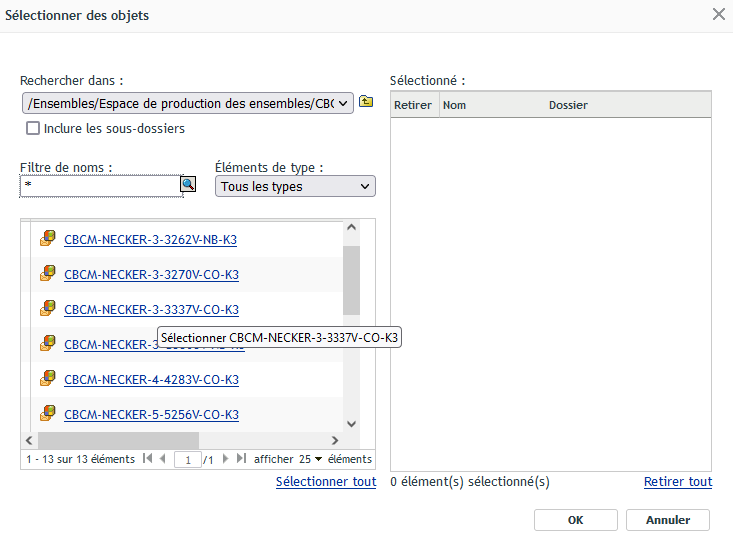 Sélectionner des objets
Rechercher dans :
/Ensembles/Espace de production des ensembles/CBC
Inclure les sous-dossiers
Filtre de noms :
Éléments de type :
*
Tous les types
CBCM-NECKER-3-3262V-NB-K3
CBCM-NECKER-3-3270V-CO-K3
CBCM-NECKER-3-3337V-CO-K3
Sélectionner CBCM-NECKER-3-3337V-CO-K3
CBCM-NECKER-3-
CBCM-NECKER-4-4283V-CO-K3
CBCM-NECKER-5-5256V-CO-K3
1 - 13 sur 13 éléments 1 /1 afficher 25 éléments
Sélectionner tout
Sélectionné :
Retirer Nom Dossier
0 élément(s) sélectionné(s)
Retirer tout
OK
Annuler